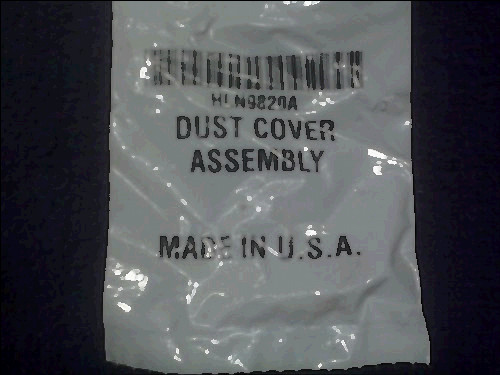 HLN9820A
DUST COVER
ASSEMBLY
MADE IN U.S.A.